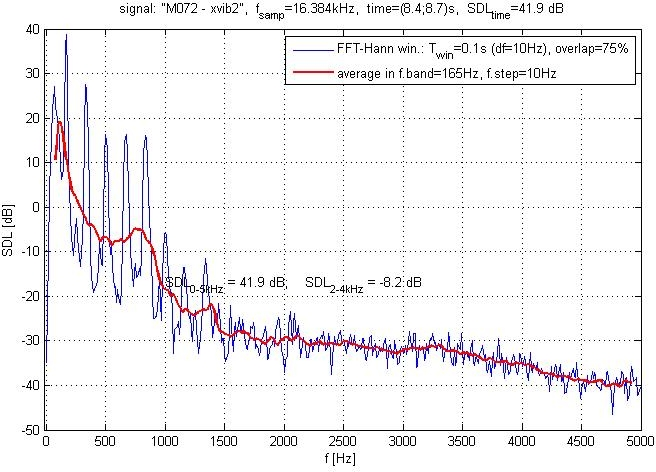 signal: "M072 - xvib2", fsamp=16.384kHz, time=(8.4;8.7)s, SDLtime=41.9 dB
FFT-Hann win.: Twin=0.1s (df=10Hz), overlap=75%
average in f.band=165Hz, f.step=10Hz
SDL [dB]
40
30
20
10
0
-10
-20
-30
-40
-50
SDL0-5kHz = 41.9 dB; SDL2-4kHz = -8.2 dB
0 500 1000 1500 2000 2500 3000 3500 4000 4500 5000
f [Hz]